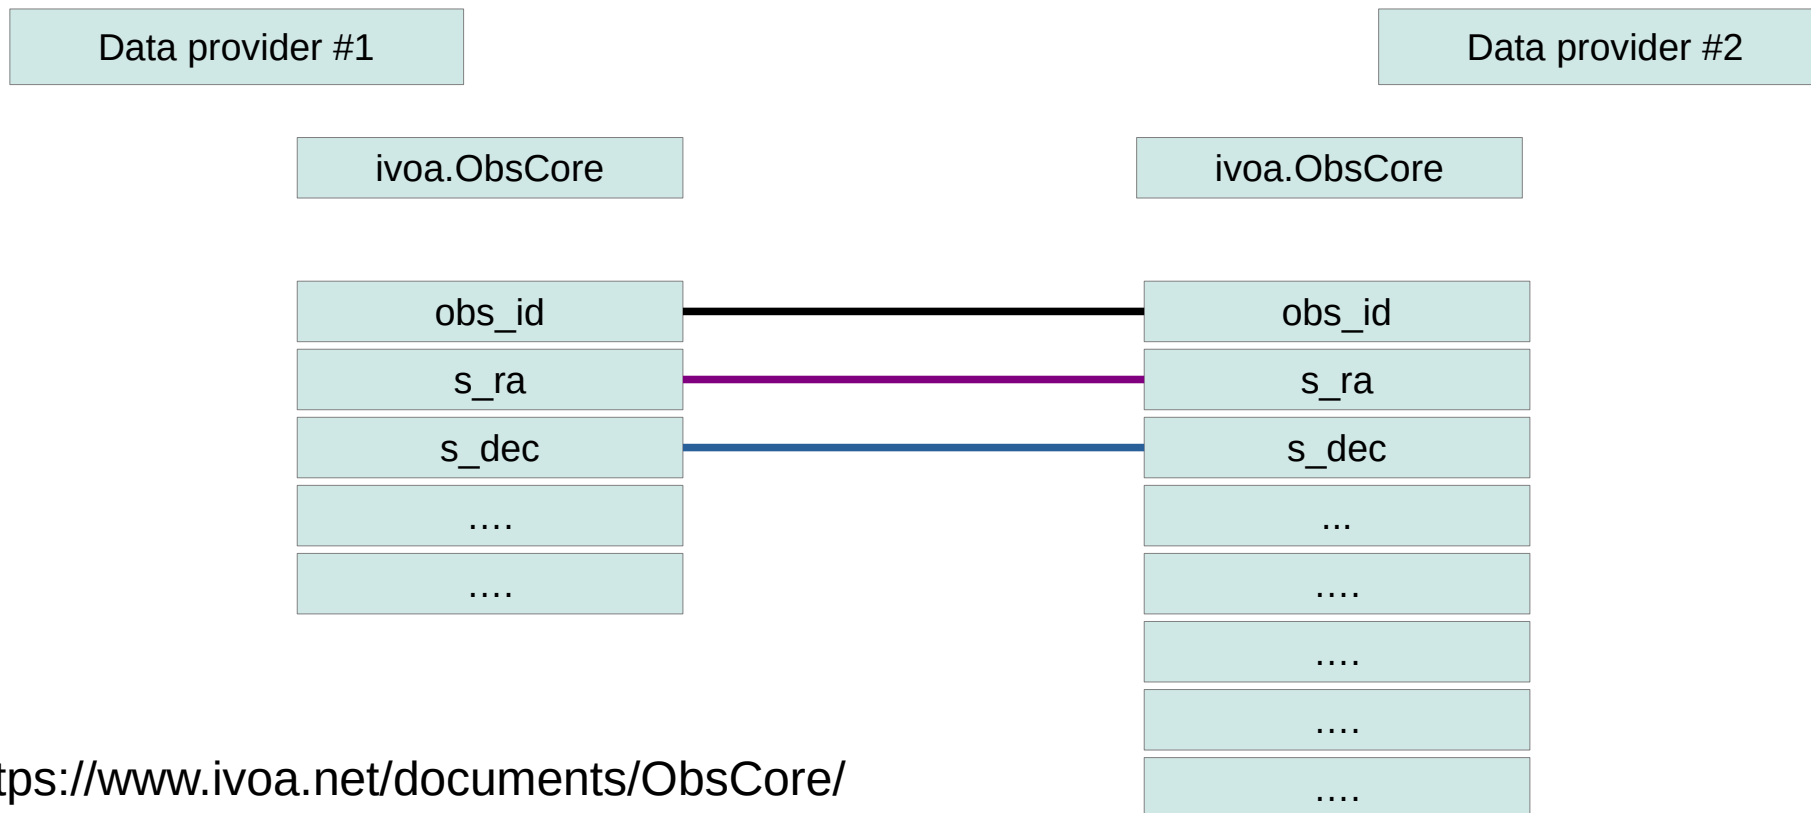 Data provider #1
Data provider #2
ivoa.ObsCore
ivoa.ObsCore
obs_id
obs_id
s_ra
s_ra
s_dec
s_dec
....
...
....
....
....
....
....
tps://www.ivoa.net/documents/ObsCore/